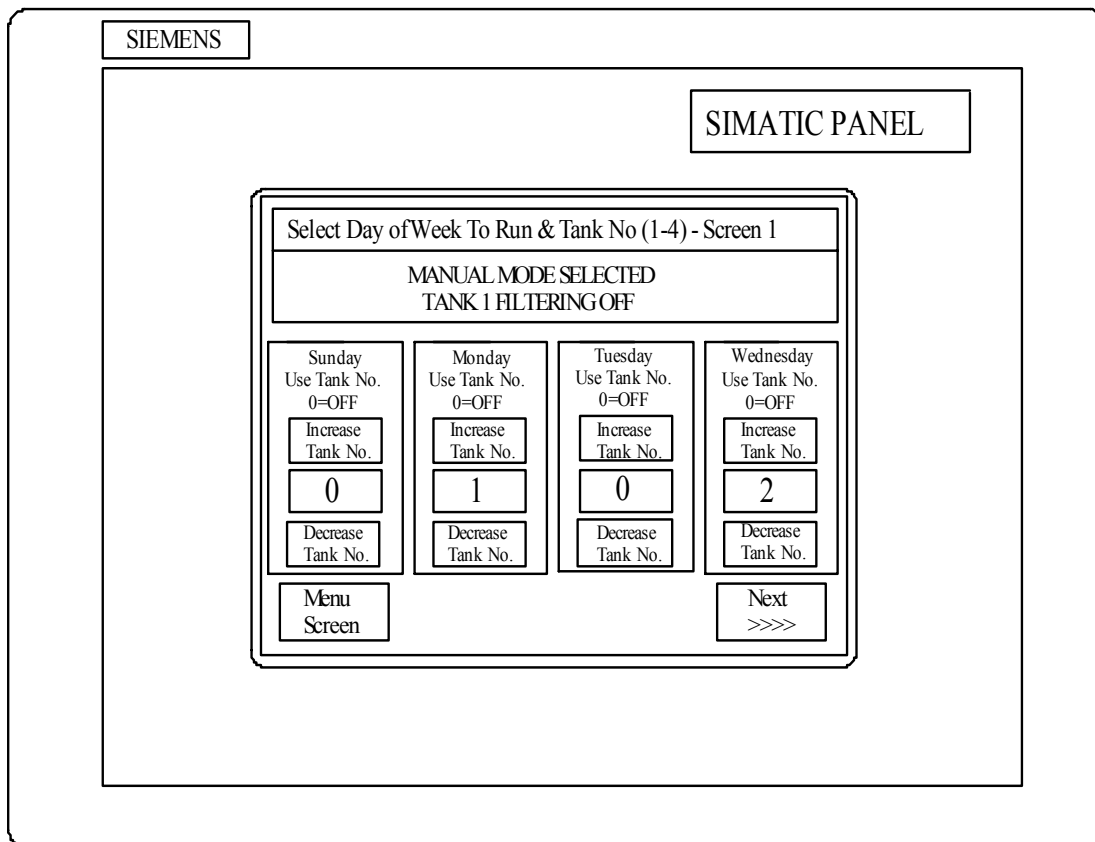 SIEMENS
SIMATIC PANEL
Select Day of Week To Run & Tank No (1-4) - Screen 1
MANUAL MODE SELECTED
TANK 1 FILTERING OFF
Sunday
Use Tank No.
0=OFF
Increase
Tank No.
0
Decrease
Tank No.
Monday
Use Tank No.
0=OFF
Increase
Tank No.
1
Decrease
Tank No.
Tuesday
Use Tank No.
0=OFF
Increase
Tank No.
0
Decrease
Tank No.
Wednesday
Use Tank No.
0=OFF
Increase
Tank No.
2
Decrease
Tank No.
Menu
Screen
Next
>>>>